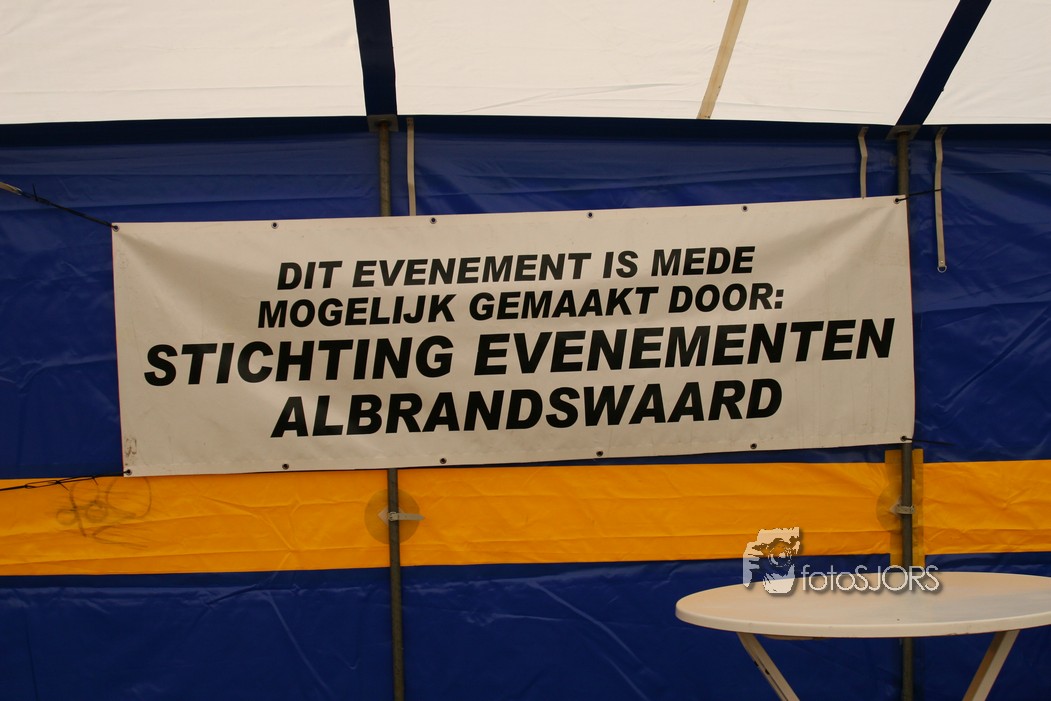 DIT EVENEMENT IS MEDE
MOGELIJK GEMAAKT DOOR:
STICHTING EVENEMENTEN
ALBRANDSWAARD
fotoSJORS